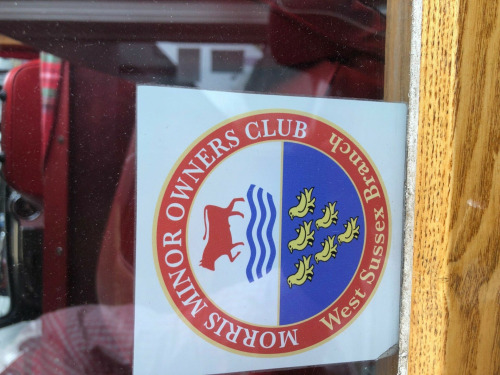 MORRIS MINOR OWNERS CLUB
West Sussex Branch